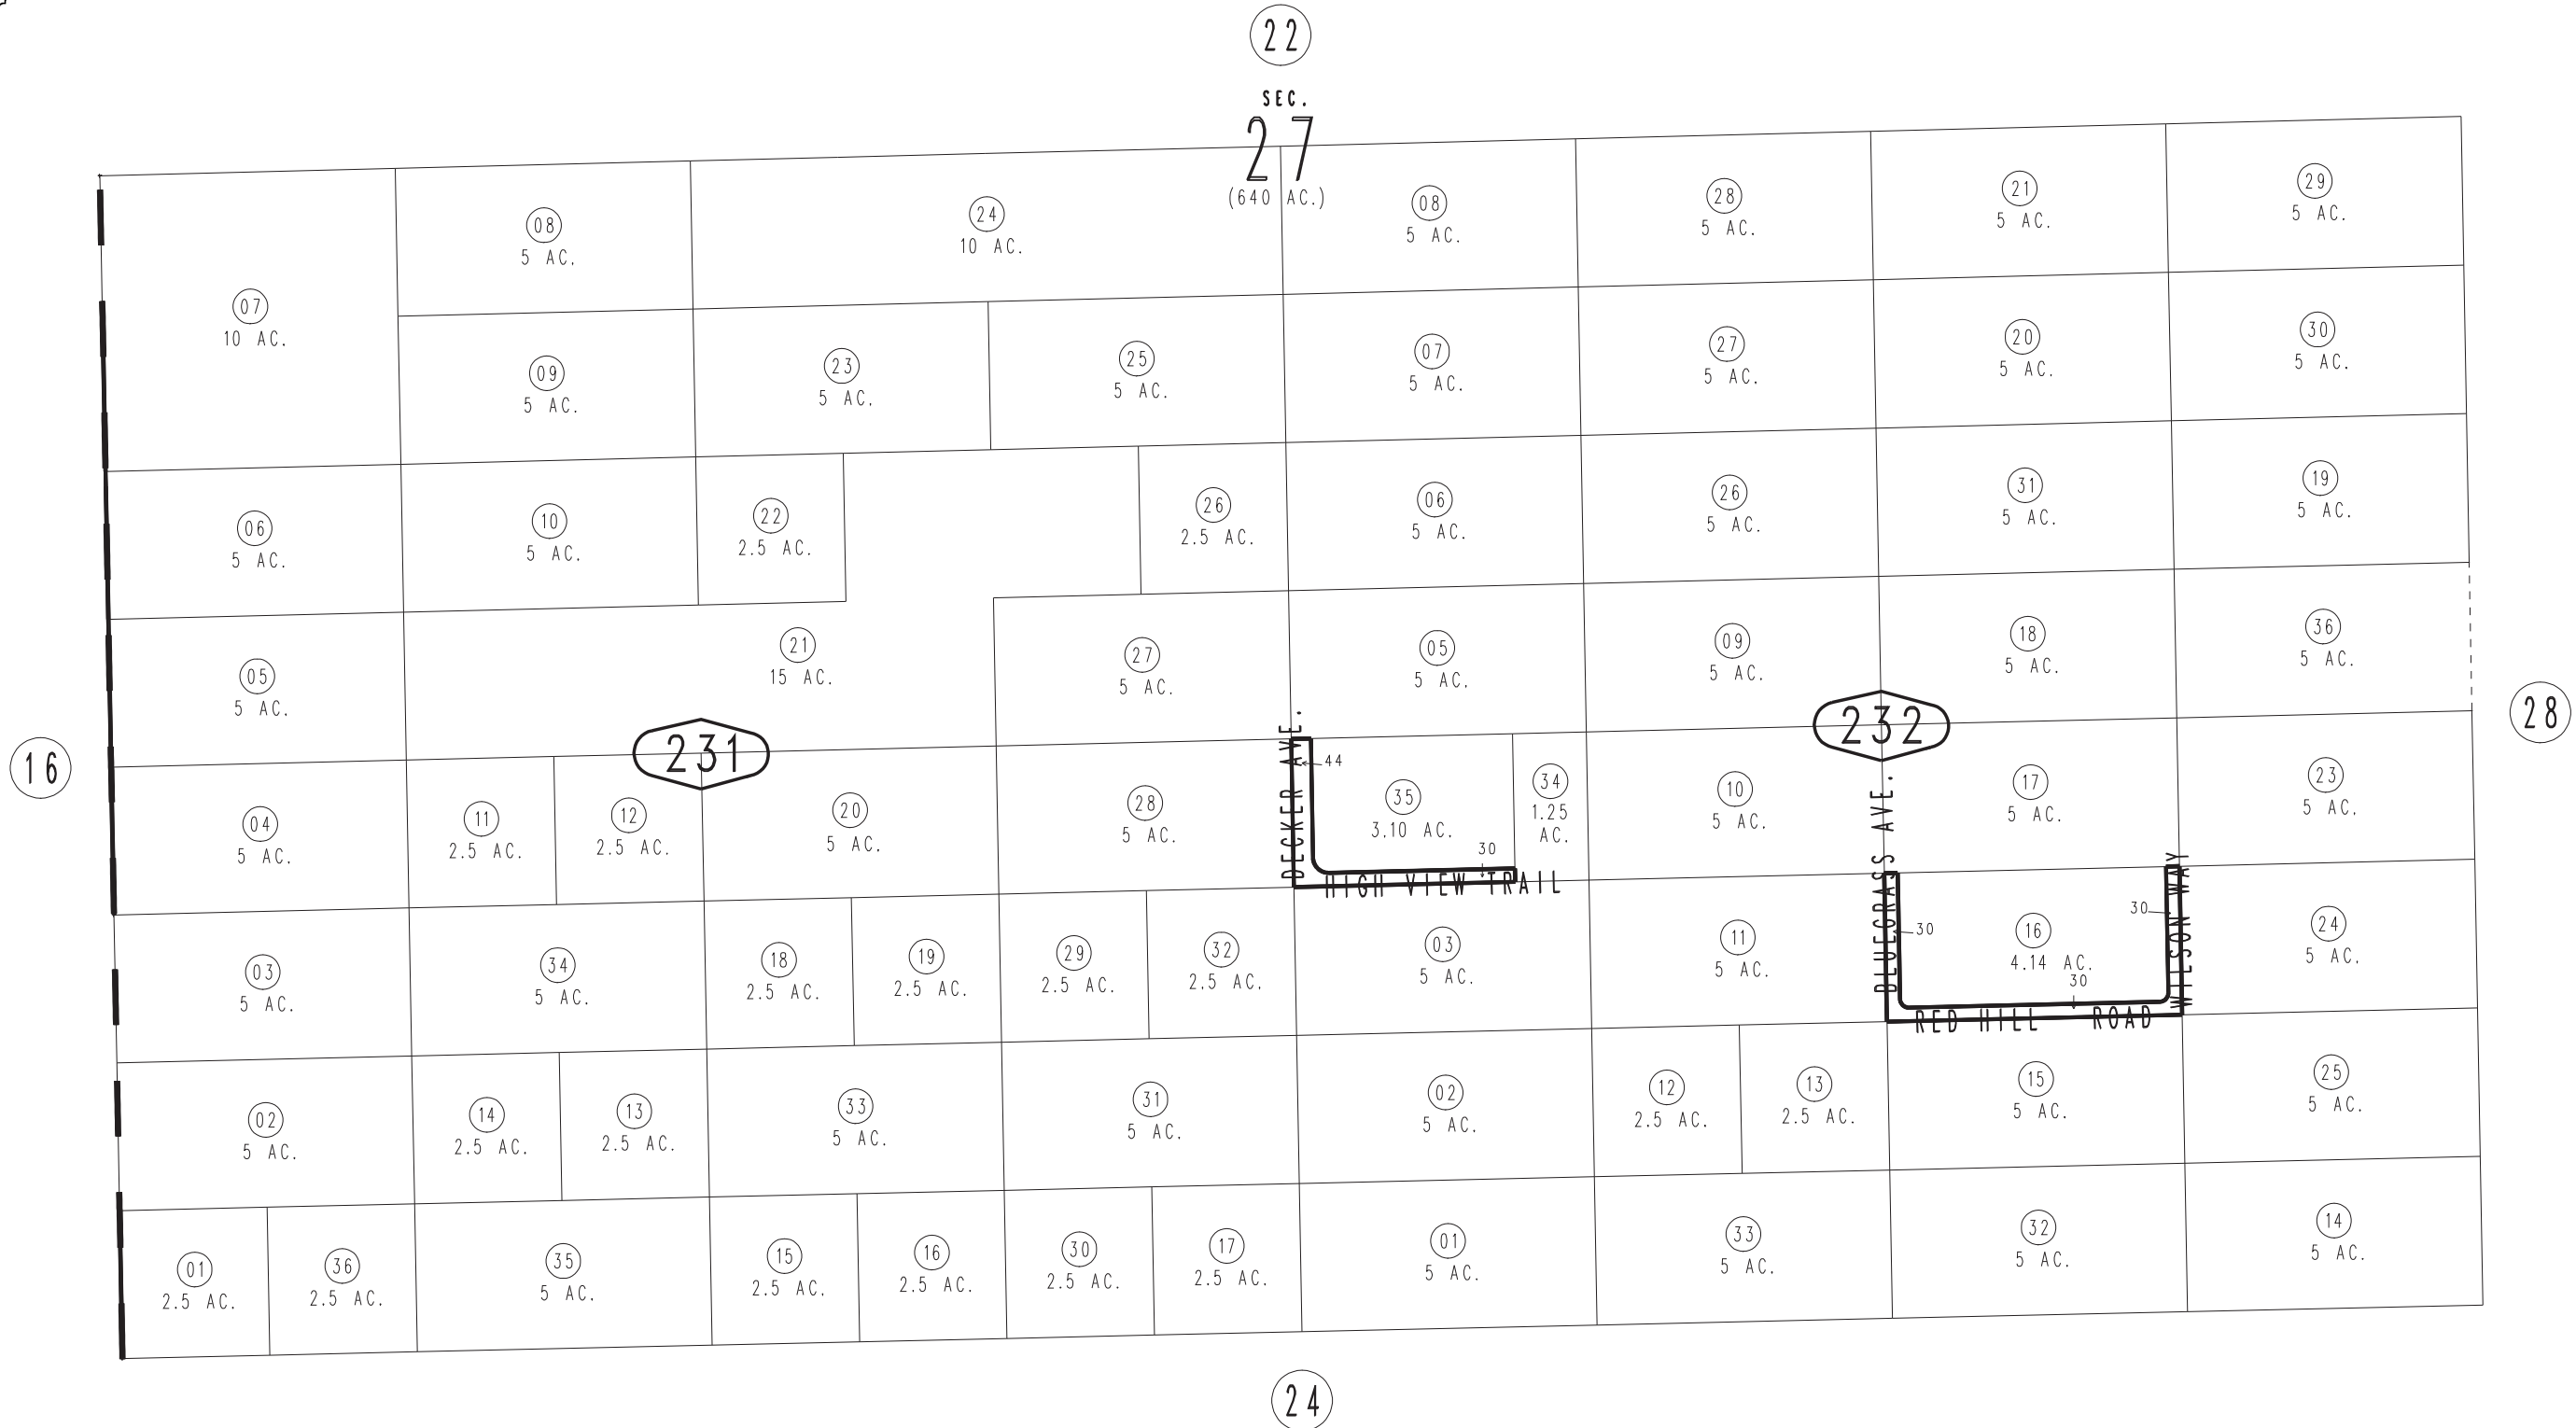 22
SEC.
27
(640 AC.)
07
10 AC.
08
5 AC.
24
10 AC.
08
5 AC.
28
5 AC.
21
5 AC.
29
5 AC.
09
5 AC.
23
5 AC.
25
5 AC.
07
5 AC.
27
5 AC.
20
5 AC.
30
5 AC.
06
5 AC.
10
5 AC.
22
2.5 AC.
26
2.5 AC.
06
5 AC.
26
5 AC.
31
5 AC.
19
5 AC.
05
5 AC.
21
15 AC.
27
5 AC.
05
5 AC.
09
5 AC.
18
5 AC.
36
5 AC.
16
231
232
28
04
5 AC.
11
2.5 AC.
12
2.5 AC.
20
5 AC.
28
5 AC.
DECKER AVE.
44
35
3.10 AC.
30
HIGH VIEW TRAIL
34
1.25
AC.
10
5 AC.
BLUEGRASS AVE.
17
5 AC.
23
5 AC.
03
5 AC.
34
5 AC.
18
2.5 AC.
19
2.5 AC.
29
2.5 AC.
32
2.5 AC.
03
5 AC.
11
5 AC.
30
16
4.14 AC.
30
30
WILSON WAY
RED HILL ROAD
24
5 AC.
02
5 AC.
14
2.5 AC.
13
2.5 AC.
33
5 AC.
31
5 AC.
02
5 AC.
12
2.5 AC.
13
2.5 AC.
15
5 AC.
25
5 AC.
01
2.5 AC.
36
2.5 AC.
35
5 AC.
15
2.5 AC.
16
2.5 AC.
30
2.5 AC.
17
2.5 AC.
01
5 AC.
33
5 AC.
32
5 AC.
14
5 AC.
24